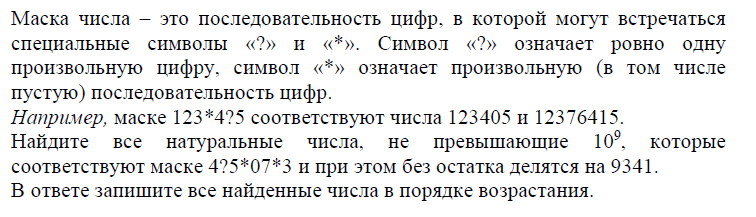 Маска числа – это последовательность цифр, в которой могут встречаться
специальные символы «?» и «*». Символ «?» означает ровно одну
произвольную цифру, символ «*» означает произвольную (в том числе
пустую) последовательность цифр.
Например, маске 123*4?5 соответствуют числа 123405 и 12376415.
Найдите все натуральные числа, не превышающие 10⁹, которые
соответствуют маске 4?5*07*3 и при этом без остатка делятся на 9341.
В ответе запишите все найденные числа в порядке возрастания.